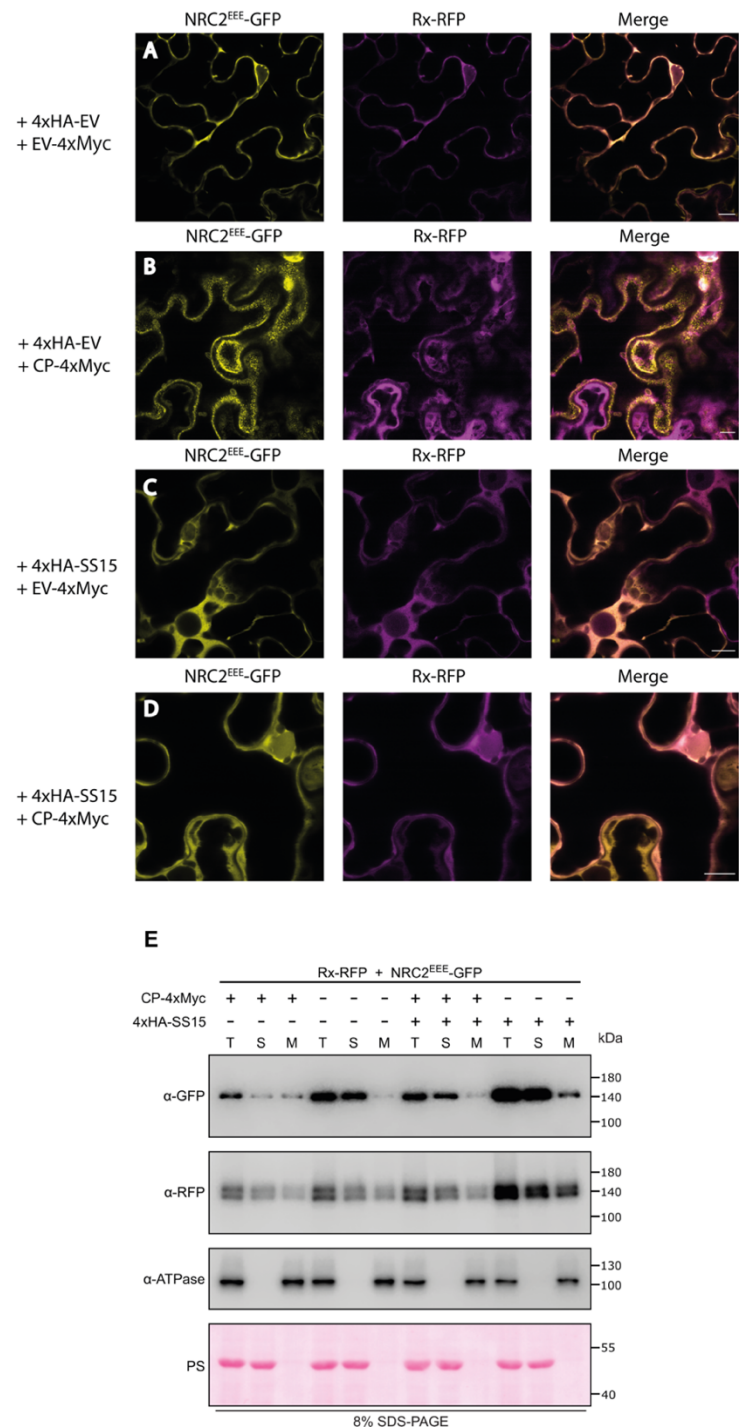 NRC2EEE-GFP Rx-RFP Merge
A
+ 4xHA-EV
+ EV-4xMyc
NRC2EEE-GFP Rx-RFP Merge
B
+ 4xHA-EV
+ CP-4xMyc
NRC2EEE-GFP Rx-RFP Merge
C
+ 4xHA-SS15
+ EV-4xMyc
NRC2EEE-GFP Rx-RFP Merge
D
+ 4xHA-SS15
+ CP-4xMyc
E
Rx-RFP + NRC2EEE-GFP
CP-4xMyc + + + - - - + + + - - -
4xHA-SS15 - - - - - - + + + + + +
T S M T S M T S M T S M kDa
α-GFP
180
140
100
α-RFP
180
140
100
α-ATPase
130
100
PS
55
40
8% SDS-PAGE